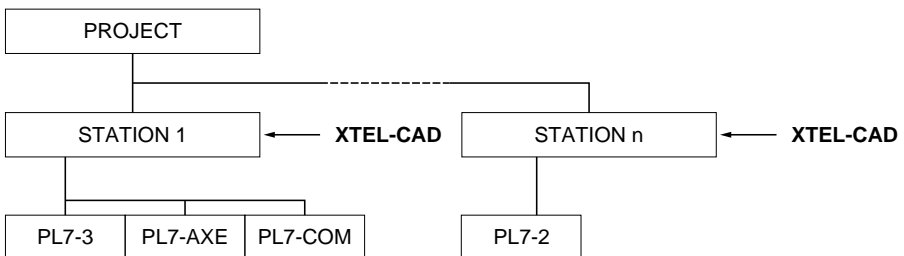 PROJECT
STATION 1 XTEL-CAD STATION n XTEL-CAD
PL7-3 PL7-AXE PL7-COM PL7-2